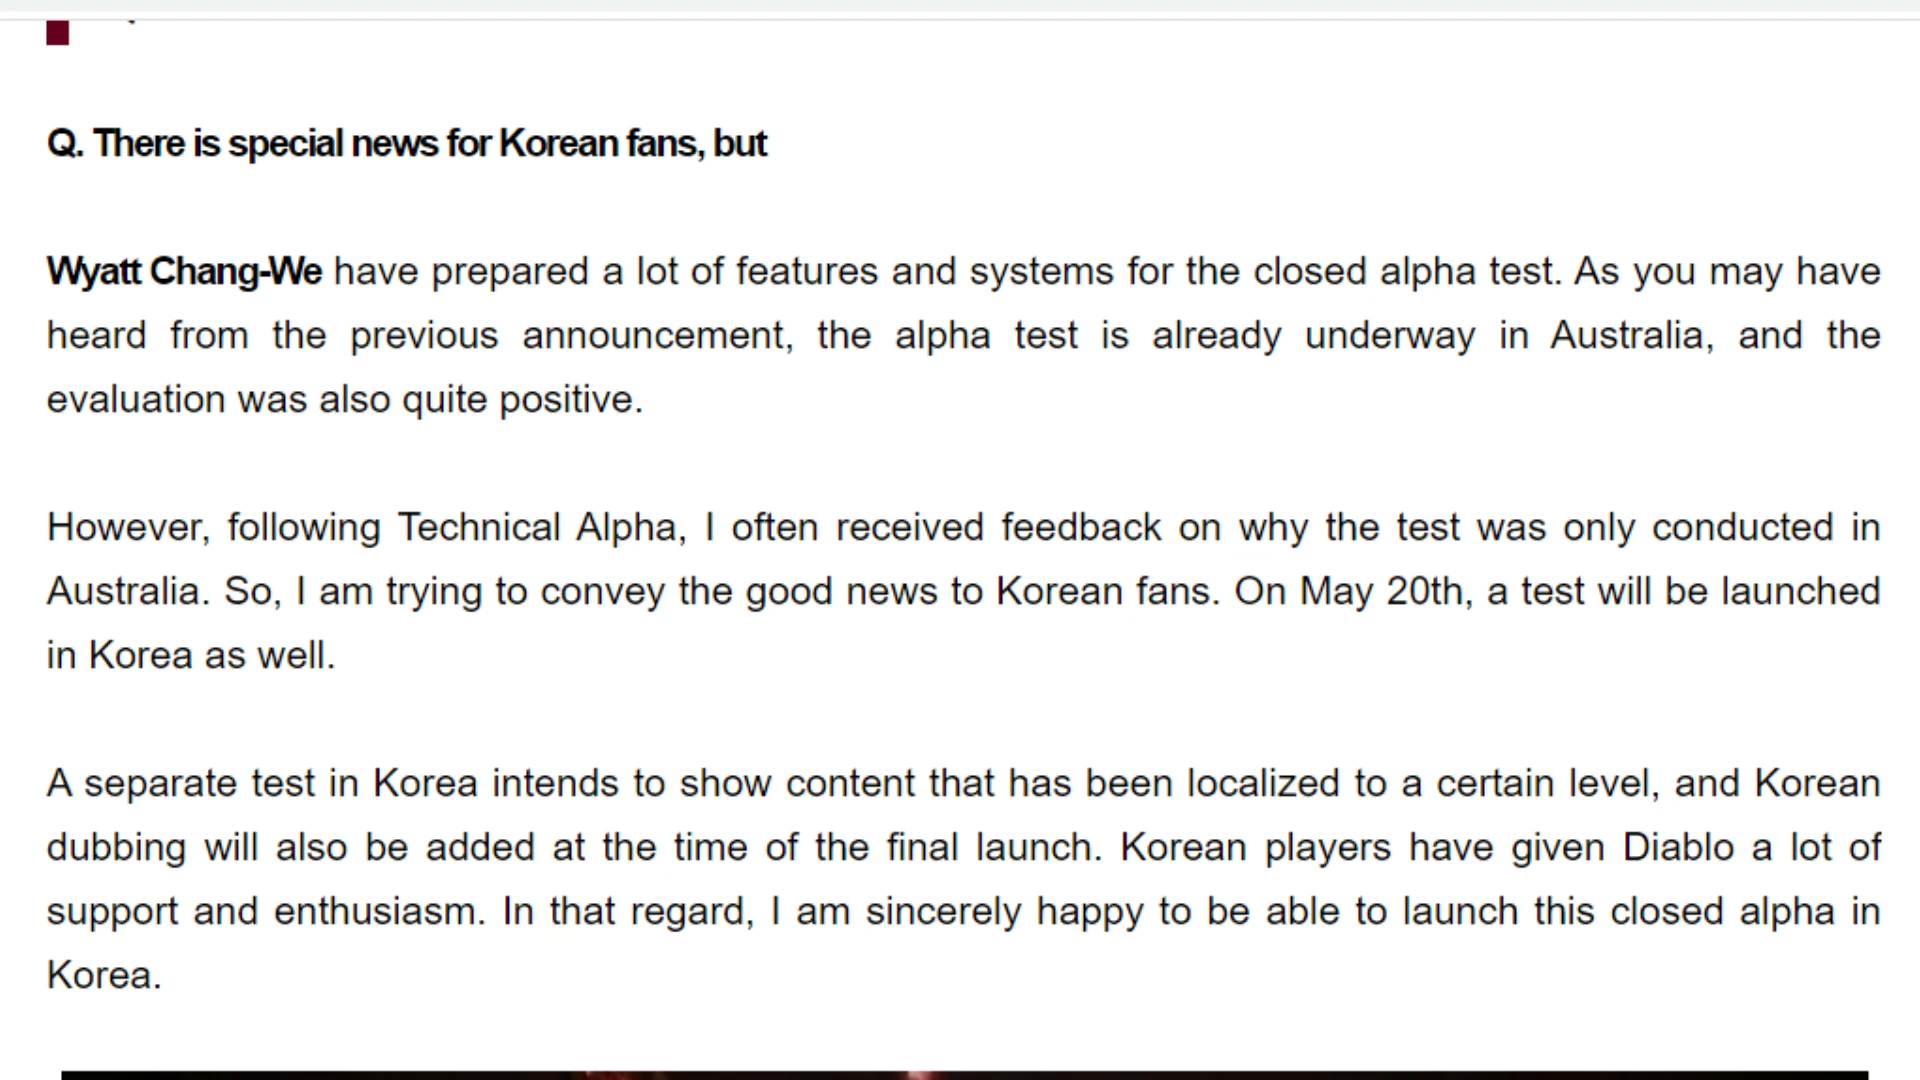 Q. There is special news for Korean fans, but
Wyatt Chang-We have prepared a lot of features and systems for the closed alpha test. As you may have
heard from the previous announcement, the alpha test is already underway in Australia, and the
evaluation was also quite positive.
However, following Technical Alpha, I often received feedback on why the test was only conducted in
Australia. So, I am trying to convey the good news to Korean fans. On May 20th, a test will be launched
in Korea as well.
A separate test in Korea intends to show content that has been localized to a certain level, and Korean
dubbing will also be added at the time of the final launch. Korean players have given Diablo a lot of
support and enthusiasm. In that regard, I am sincerely happy to be able to launch this closed alpha in
Korea.